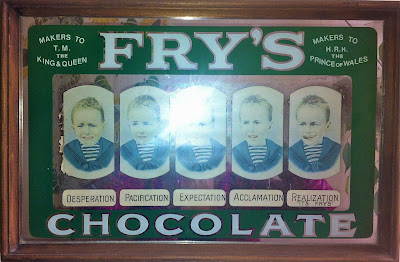 MAKERS TO
T.M.
THE
KING & QUEEN
FRY'S
MAKERS TO
H.R.H.
THE
PRINCE OF WALES
DESPERATION
PACIFICATION
EXPECTATION
ACCLAMATION
REALIZATION
IT'S FRY'S
CHOCOLATE